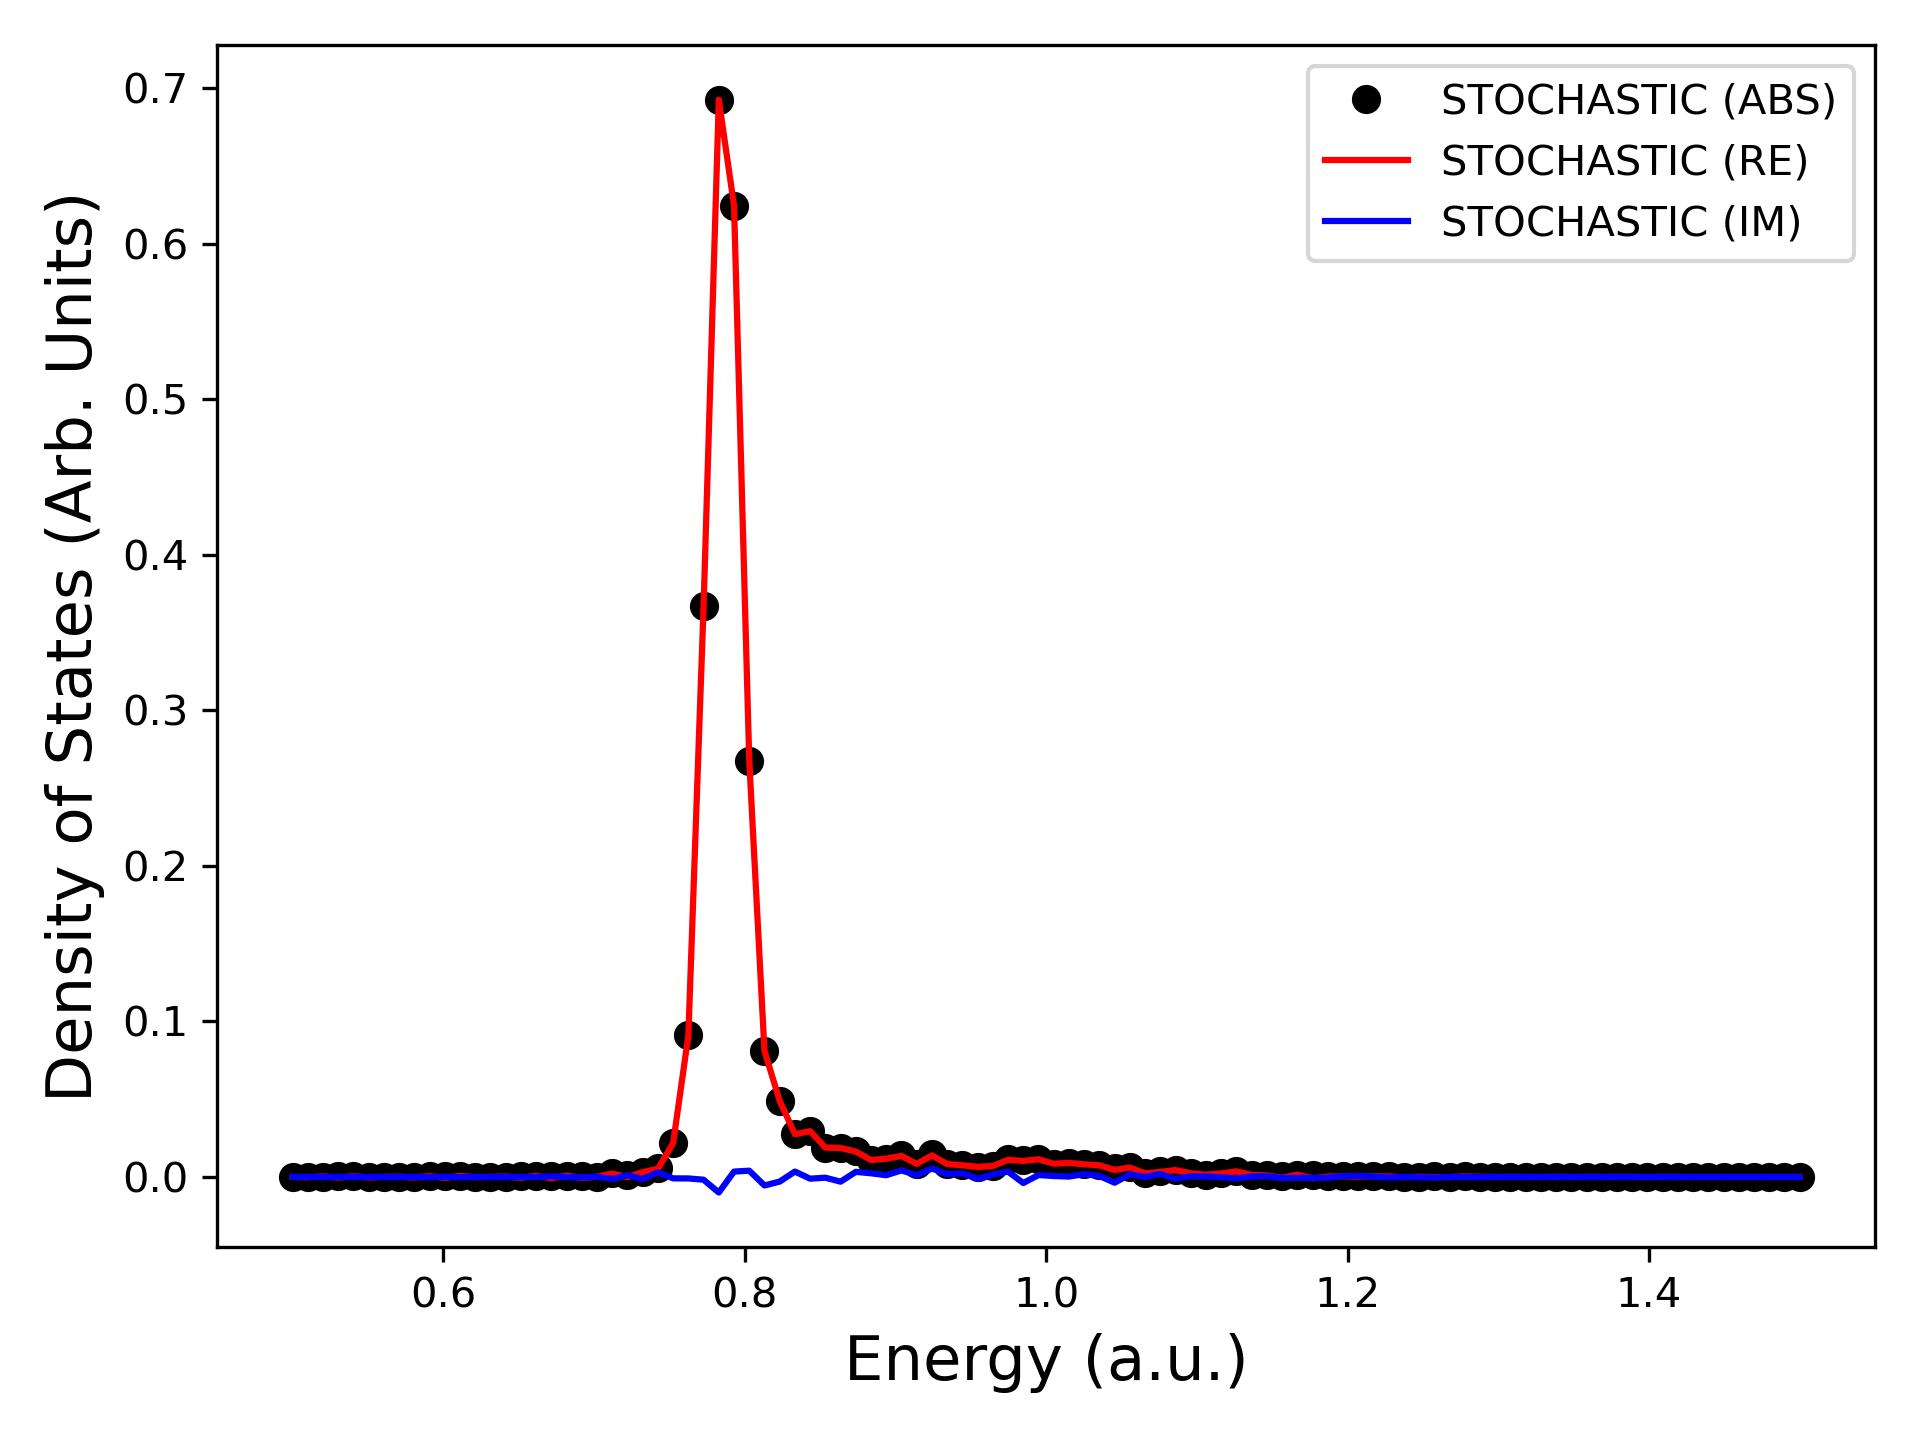 STOCHASTIC (ABS)
STOCHASTIC (RE)
STOCHASTIC (IM)
Density of States (Arb. Units)
0.7
0.6
0.5
0.4
0.3
0.2
0.1
0.0
0.6 0.8 1.0 1.2 1.4
Energy (a.u.)